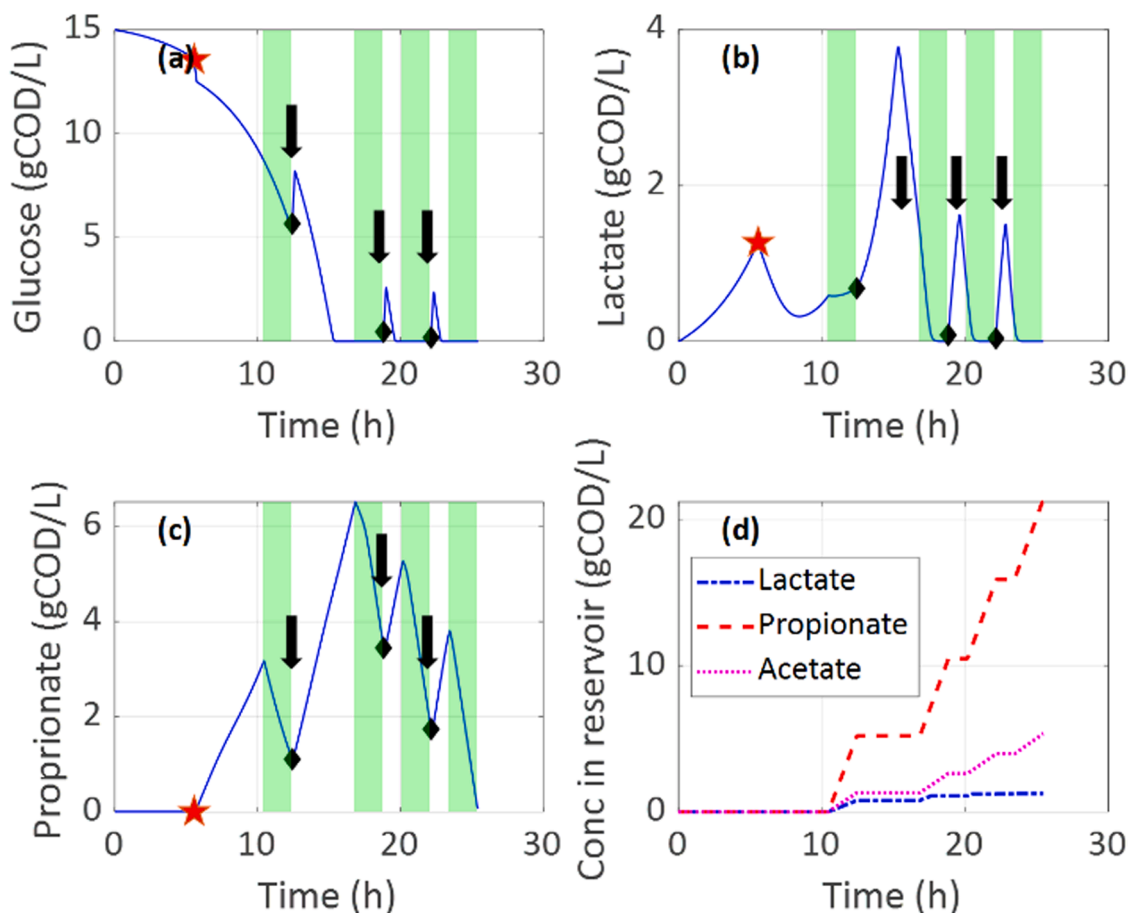 (a)
Glucose (gCOD/L)
15
10
5
0
0
10
20
30
Time (h)
(b)
Lactate (gCOD/L)
4
2
0
0
10
20
30
Time (h)
(c)
Proprionate (gCOD/L)
6
4
2
0
0
10
20
30
Time (h)
(d)
Conc in reservoir (gCOD/L)
20
10
0
Lactate
Propionate
Acetate
0
10
20
30
Time (h)